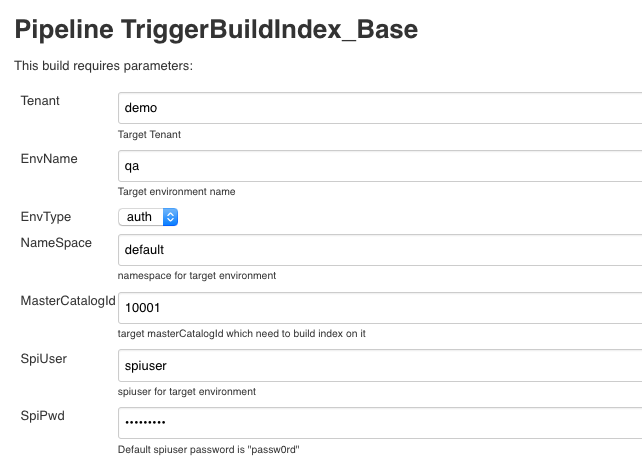 Pipeline TriggerBuildIndex_Base
This build requires parameters:
Tenant
demo
Target Tenant
EnvName
qa
Target environment name
EnvType
auth
NameSpace
default
namespace for target environment
MasterCatalogId
10001
target masterCatalogId which need to build index on it
SpiUser
spiuser
spiuser for target environment
SpiPwd
•••••••••
Default spiuser password is "passw0rd"